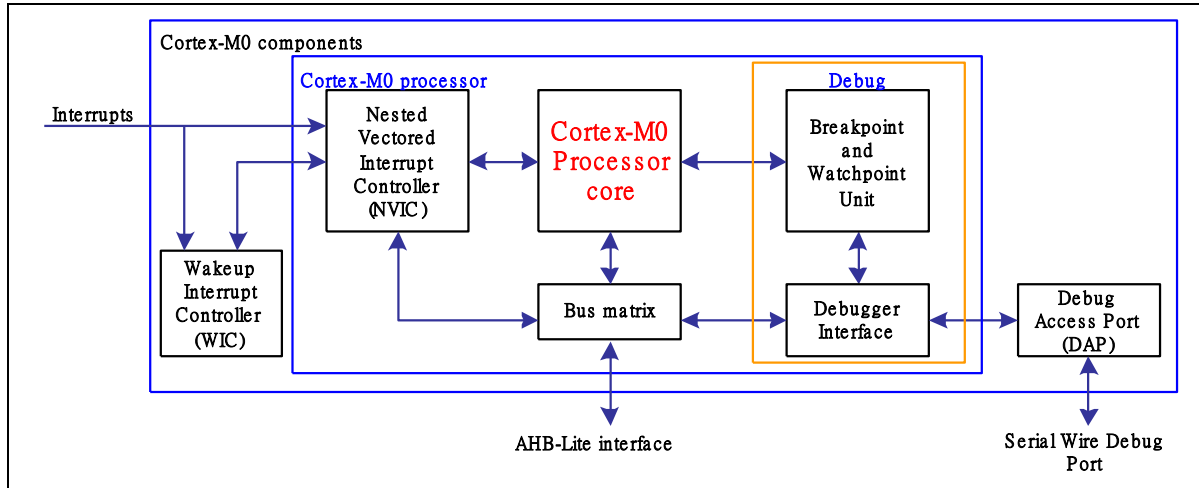 Cortex-M0 components
Cortex-M0 processor
Debug
Interrupts
Nested
Vectored
Interrupt
Controller
(NVIC)
Cortex-M0
Processor
core
Breakpoint
and
Watchpoint
Unit
Wakeup
Interrupt
Controller
(WIC)
Bus matrix
Debugger
Interface
Debug
Access Port
(DAP)
AHB-Lite interface
Serial Wire Debug
Port